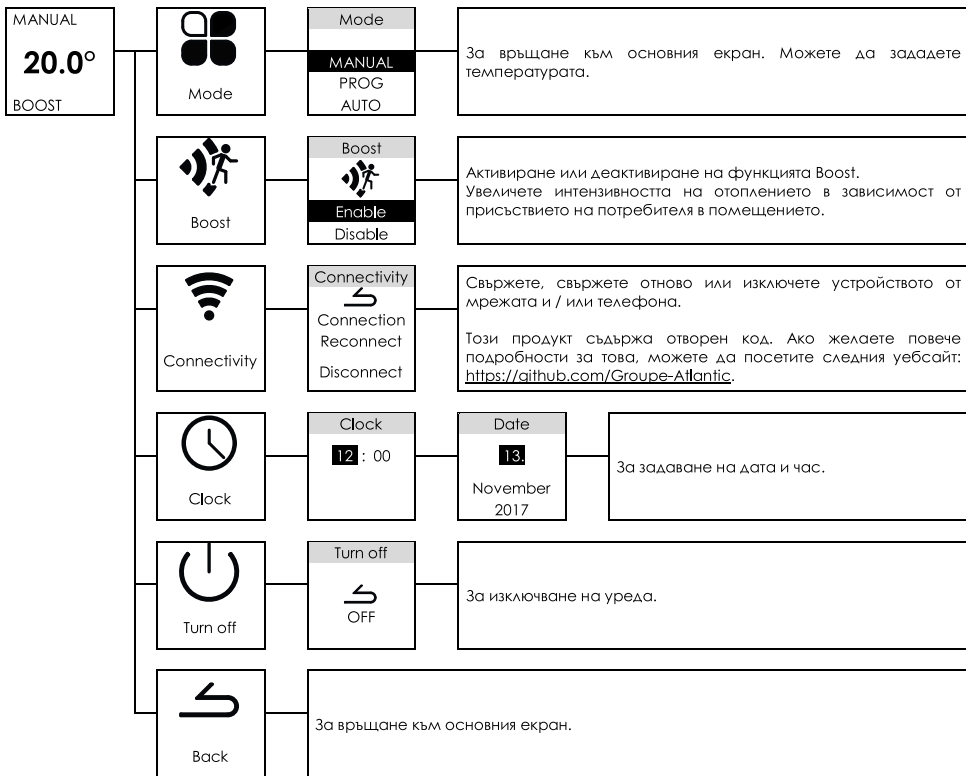 MANUAL
20.0°
BOOST
Mode
Mode
MANUAL
PROG
AUTO
За връщане към основния екран. Можете да зададете
температурата.
Boost
Boost
Enable
Disable
Активиране или деактивиране на функцията Boost.
Увеличете интензивността на отоплението в зависимост от
присъствието на потребителя в помещението.
Connectivity
Connectivity
Connection
Reconnect
Disconnect
Свържете, свържете отново или изключете устройството от
мрежата и / или телефона.
Този продукт съдържа отворен код. Ако желаете повече
подробности за това, можете да посетите следния уебсайт:
https://github.com/Groupe-Atlantic.
Clock
Clock
12 : 00
Date
13.
November
2017
За задаване на дата и час.
Turn off
Turn off
OFF
За изключване на уреда.
Back
За връщане към основния екран.